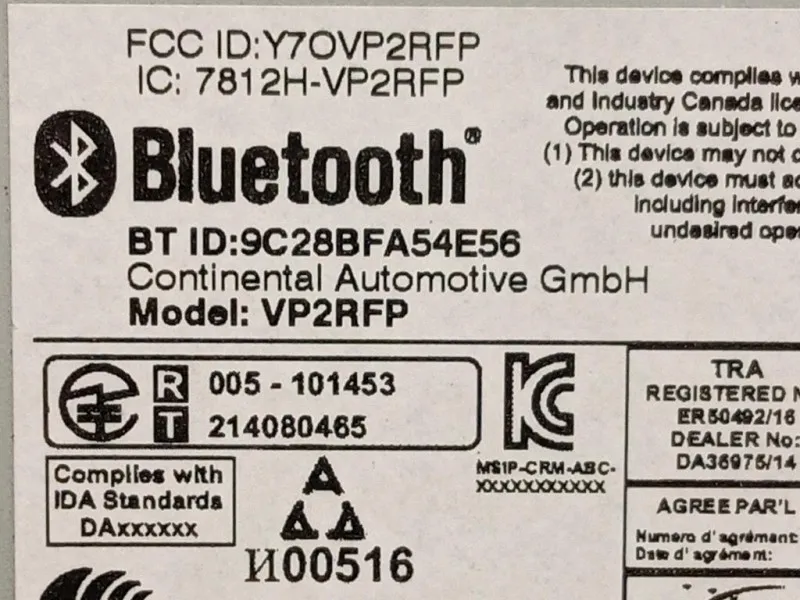 FCC ID:Y7OVP2RFP
IC: 7812H-VP2RFP
This device complies w
and Industry Canada lice
Operation is subject to
(1) This device may not c
(2) this device must ac
including interfe
undesired oper
Bluetooth®
BT ID:9C28BFA54E56
Continental Automotive GmbH
Model: VP2RFP
R 005 - 101453
T 214080465
MSIP-CRM-ABC-
XXXXXXXXXXX
TRA
REGISTERED N
ER50492/16
DEALER No:
DA36975/14
Complies with
IDA Standards
DAxxxxxx
И00516
AGREE PAR'L
Numero d'agrément:
Date d'agrément: